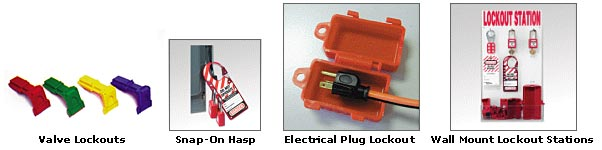 LOCKOUT STATION
Valve Lockouts
Snap-On Hasp
Electrical Plug Lockout
Wall Mount Lockout Stations